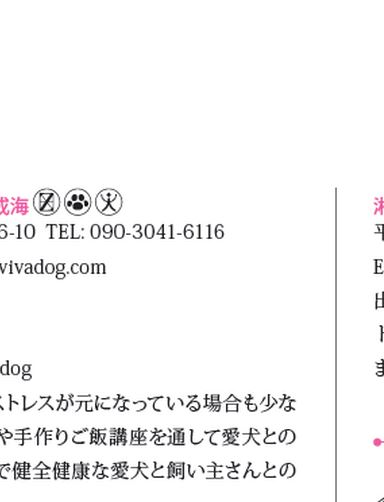 海
6-10 TEL: 090-3041-6116
vivadog.com
dog
ストレスが元になっている場合も少な
や手作りご飯講座を通して愛犬との
で健全健康な愛犬と飼い主さんとの
湘
平
E
出
ト
ま